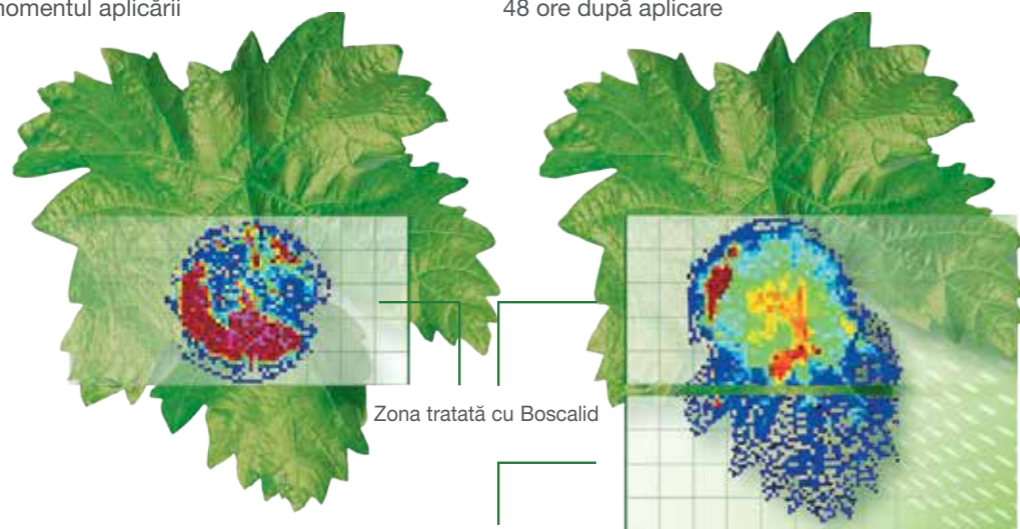 momentul aplicării
48 ore după aplicare
Zona tratată cu Boscalid